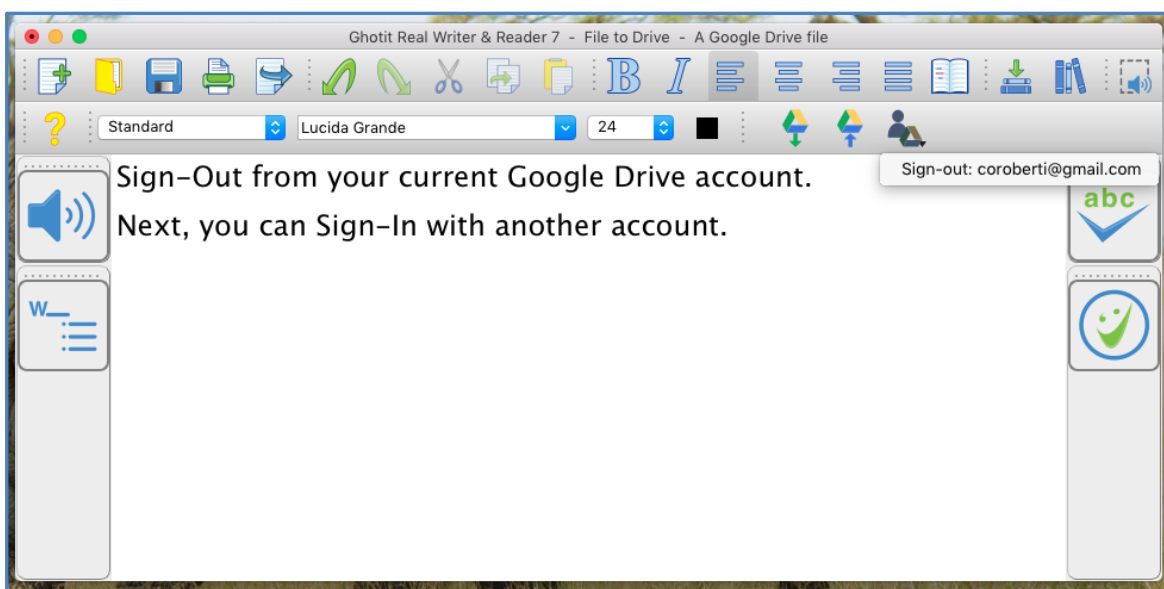 Ghotit Real Writer & Reader 7 - File to Drive - A Google Drive file
B I
? Standard Lucida Grande 24
Sign-out: coroberti@gmail.com
Sign-Out from your current Google Drive account.
abc
Next, you can Sign-In with another account.
W